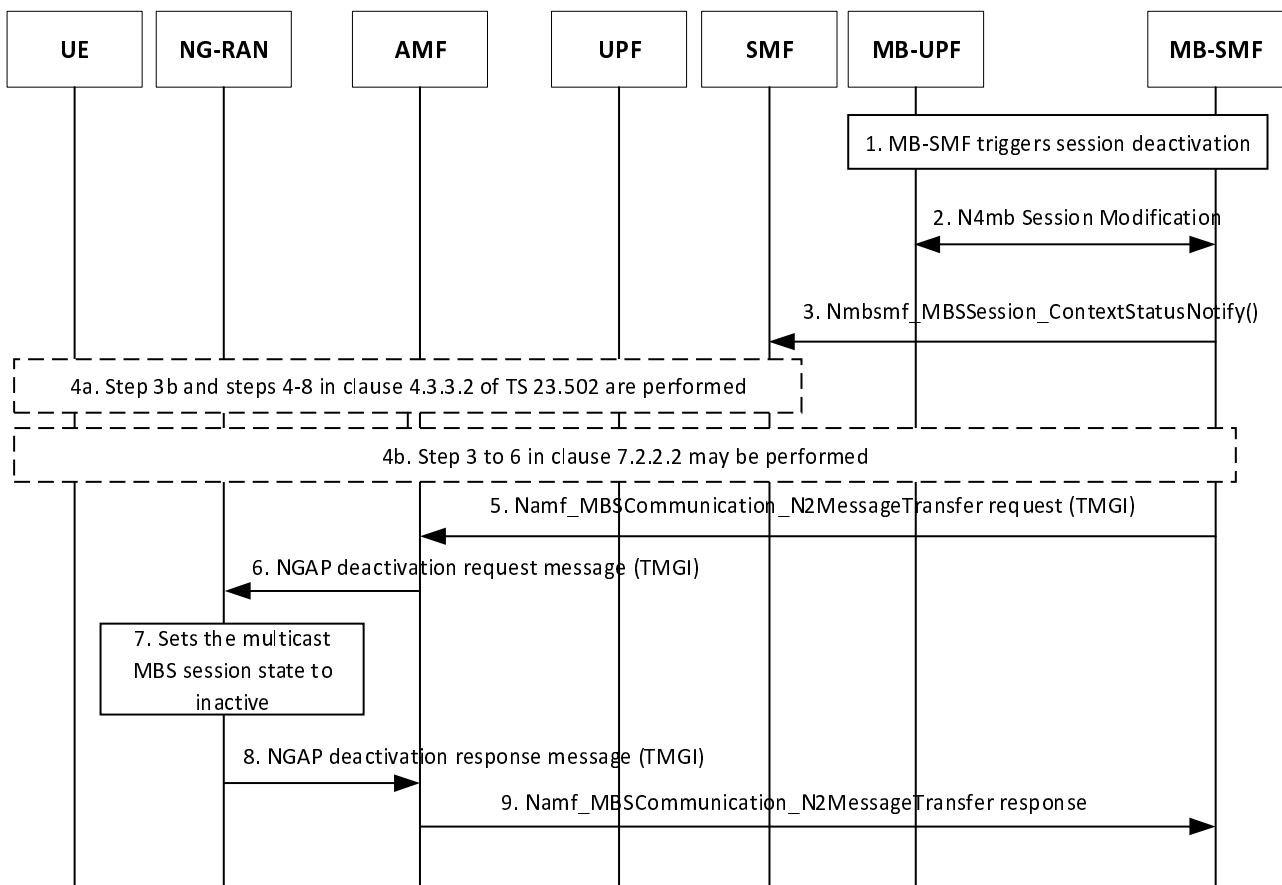 UE NG-RAN AMF UPF SMF MB-UPF MB-SMF
1. MB-SMF triggers session deactivation
2. N4mb Session Modification
3. Nmbsmf_MBSSession_ContextStatusNotify()
4a. Step 3b and steps 4-8 in clause 4.3.3.2 of TS 23.502 are performed
4b. Step 3 to 6 in clause 7.2.2.2 may be performed
5. Namf_MBSCommunication_N2MessageTransfer request (TMGI)
6. NGAP deactivation request message (TMGI)
7. Sets the multicast
MBS session state to
inactive
8. NGAP deactivation response message (TMGI)
9. Namf_MBSCommunication_N2MessageTransfer response